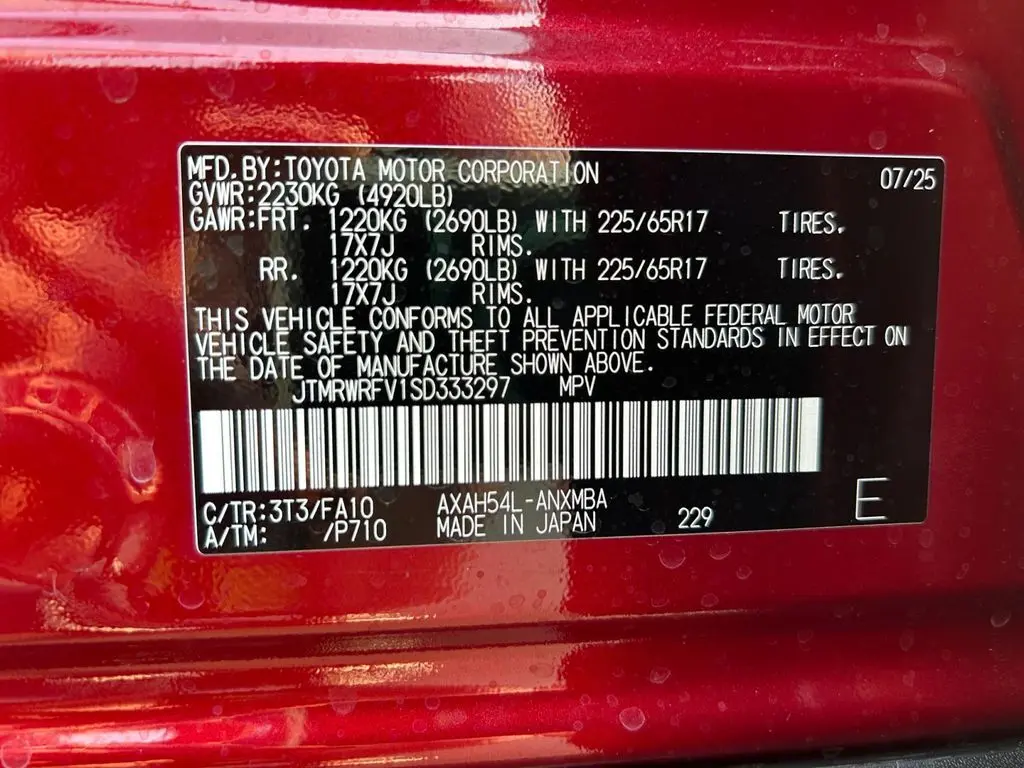 MFD.BY:TOYOTA MOTOR CORPORATION 07/25
GVWR:2230KG (4920LB)
GAWR:FRT. 1220KG (2690LB) WITH 225/65R17 TIRES.
17X7J RIMS.
RR. 1220KG (2690LB) WITH 225/65R17 TIRES.
17X7J RIMS.
THIS VEHICLE CONFORMS TO ALL APPLICABLE FEDERAL MOTOR
VEHICLE SAFETY AND THEFT PREVENTION STANDARDS IN EFFECT ON
THE DATE OF MANUFACTURE SHOWN ABOVE.
JTMRWRFV1SD333297 MPV
C/TR:3T3/FA10 AXAH54L-ANXMBA
A/TM: /P710 MADE IN JAPAN 229 E